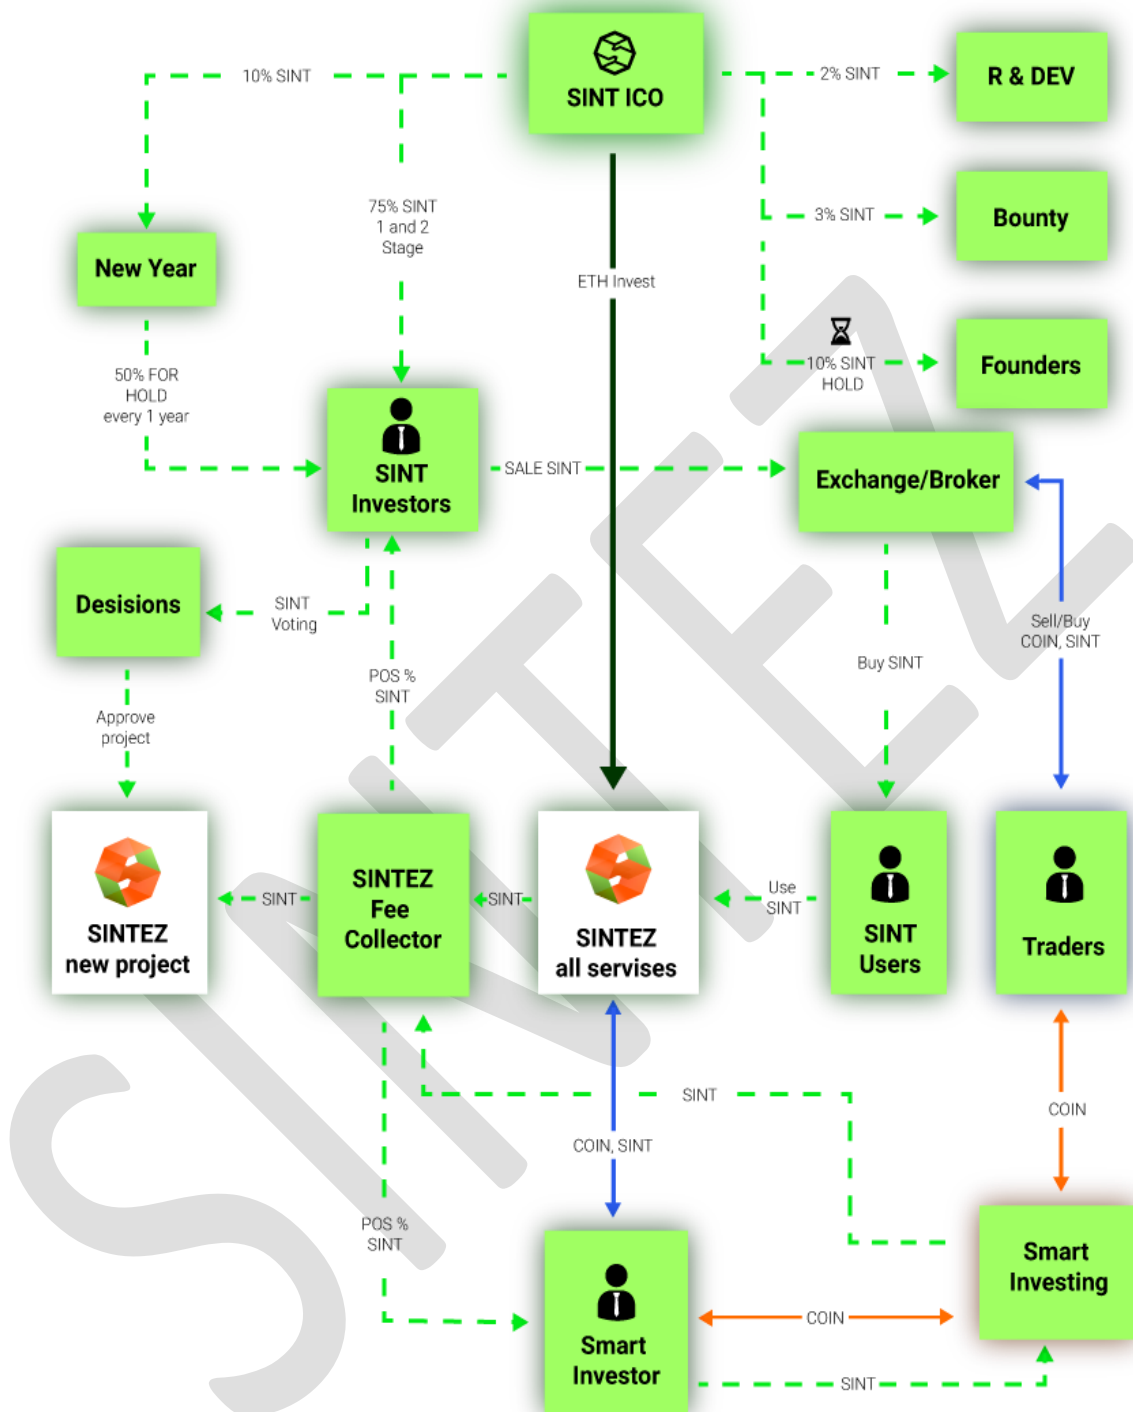 SINT ICO
10% SINT
2% SINT
R & DEV
75% SINT
1 and 2
Stage
3% SINT
Bounty
New Year
ETH Invest
50% FOR
HOLD
every 1 year
10% SINT
HOLD
Founders
SINT
Investors
SALE SINT
Exchange/Broker
Desisions
SINT
Voting
Sell/Buy
COIN, SINT
POS %
SINT
Buy SINT
Approve
project
SINTEZ
new project
SINT
SINTEZ
Fee
Collector
SINT
SINTEZ
all servises
Use
SINT
SINT
Users
Traders
SINT
COIN
COIN, SINT
POS %
SINT
Smart
Investing
COIN
Smart
Investor
SINT
SINTEZ